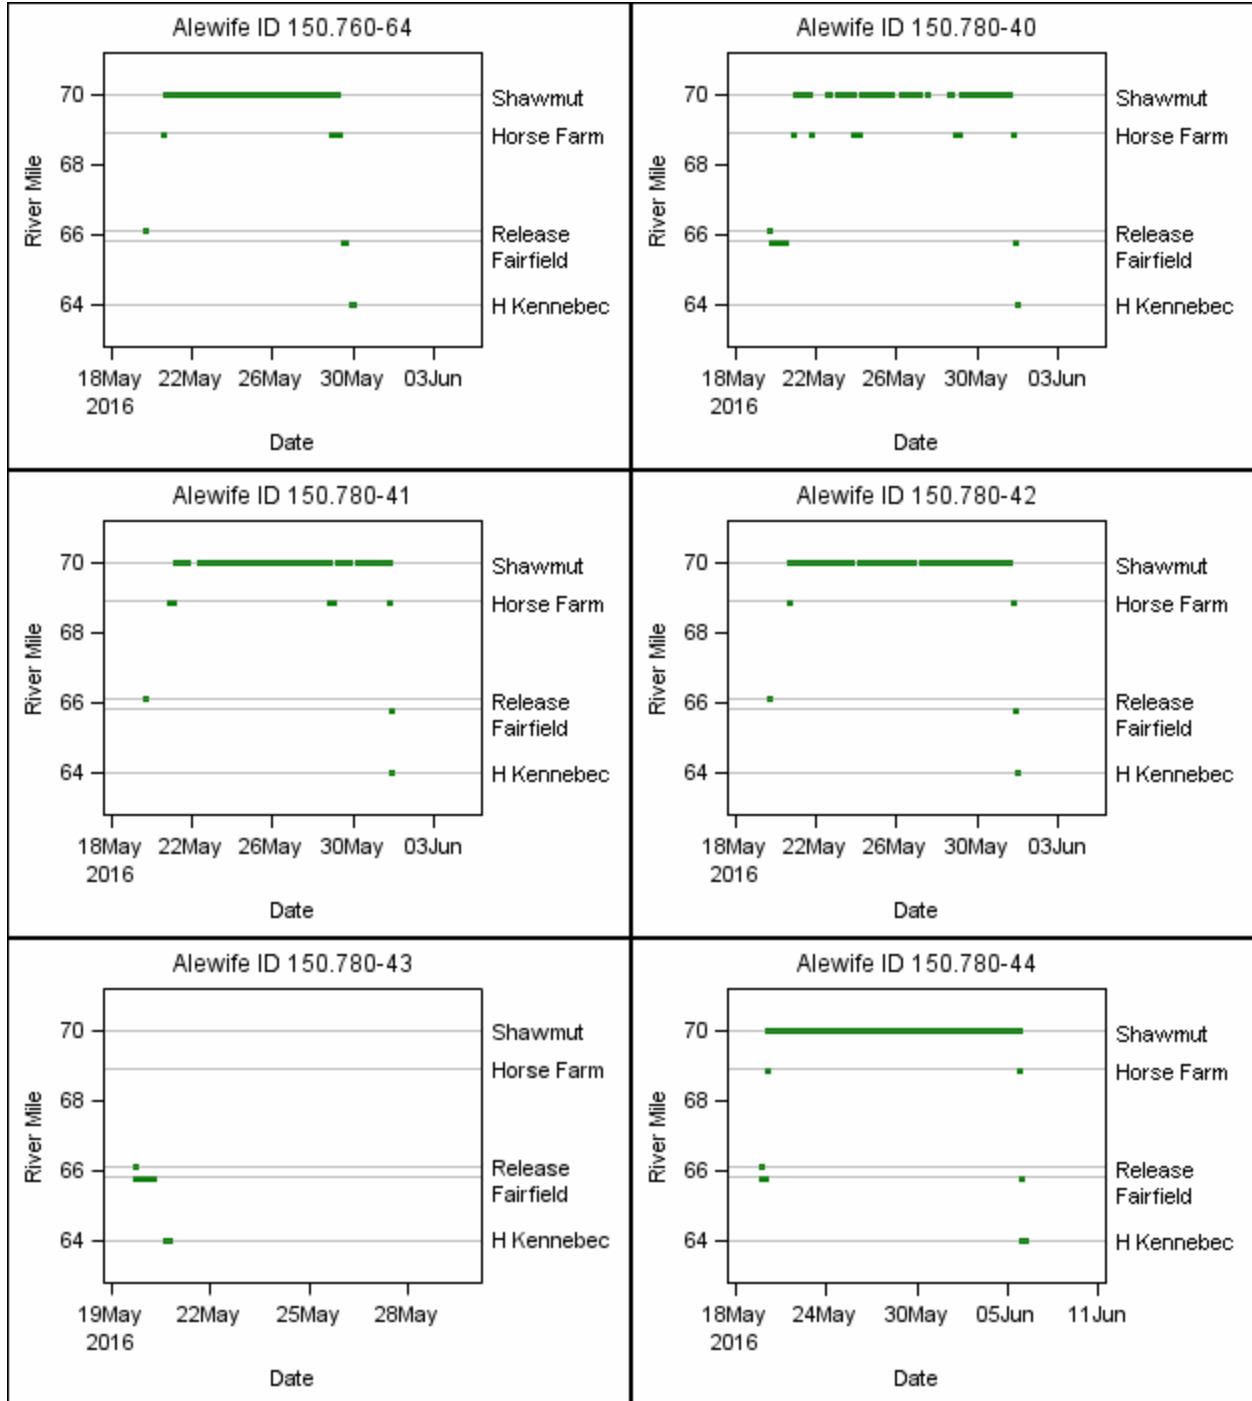 Alewife ID 150.760-64
70
68
66
64
River Mile
Shawmut
Horse Farm
Release
Fairfield
H Kennebec
18May 22May 26May 30May 03Jun
2016
Date
Alewife ID 150.780-40
70
68
66
64
River Mile
Shawmut
Horse Farm
Release
Fairfield
H Kennebec
18May 22May 26May 30May 03Jun
2016
Date
Alewife ID 150.780-41
70
68
66
64
River Mile
Shawmut
Horse Farm
Release
Fairfield
H Kennebec
18May 22May 26May 30May 03Jun
2016
Date
Alewife ID 150.780-42
70
68
66
64
River Mile
Shawmut
Horse Farm
Release
Fairfield
H Kennebec
18May 22May 26May 30May 03Jun
2016
Date
Alewife ID 150.780-43
70
68
66
64
River Mile
Shawmut
Horse Farm
Release
Fairfield
H Kennebec
19May 22May 25May 28May
2016
Date
Alewife ID 150.780-44
70
68
66
64
River Mile
Shawmut
Horse Farm
Release
Fairfield
H Kennebec
18May 24May 30May 05Jun 11Jun
2016
Date